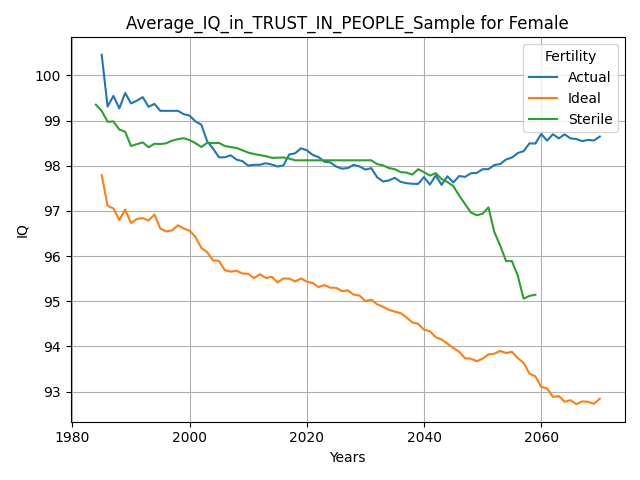 Average_IQ_in_TRUST_IN_PEOPLE_Sample for Female
Fertility
Actual
Ideal
Sterile
IQ
100
99
98
97
96
95
94
93
1980
2000
2020
2040
2060
Years